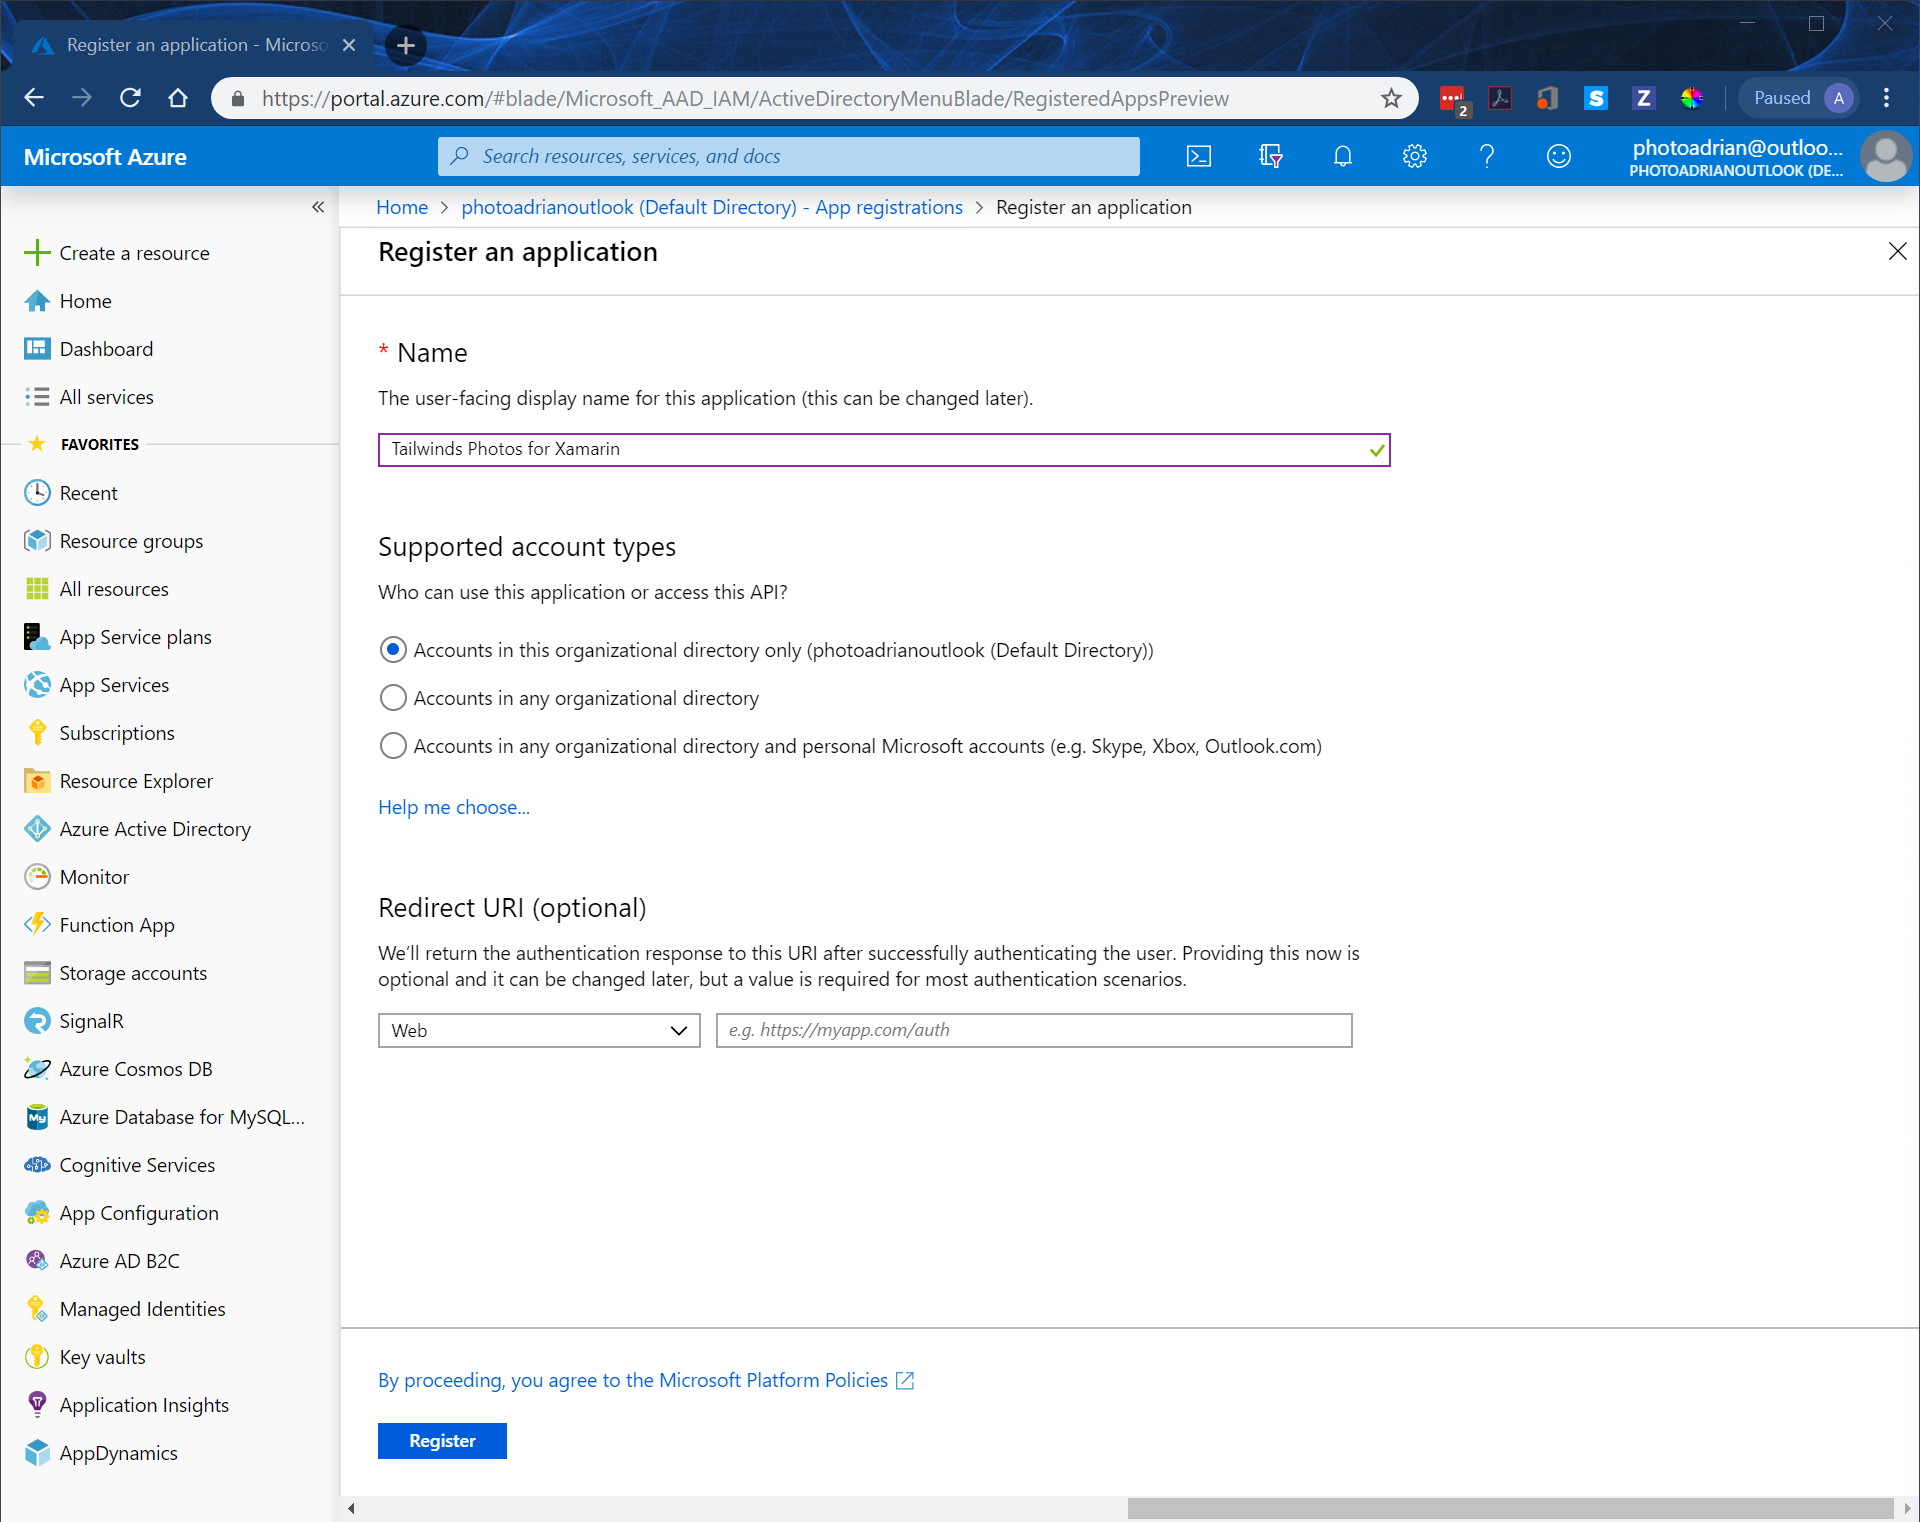 Register an application - Microso
https://portal.azure.com/#blade/Microsoft_AAD_IAM/ActiveDirectoryMenuBlade/RegisteredAppsPreview
2
S
Z
Paused
A
Microsoft Azure
Search resources, services, and docs
photoadrian@outloo...
PHOTOADRIANOUTLOOK (DE...
Home > photoadrianoutlook (Default Directory) - App registrations > Register an application
Create a resource
Home
Dashboard
All services
FAVORITES
Recent
Resource groups
All resources
App Service plans
App Services
Subscriptions
Resource Explorer
Azure Active Directory
Monitor
Function App
Storage accounts
SignalR
Azure Cosmos DB
My
Azure Database for MySQL...
Cognitive Services
App Configuration
Azure AD B2C
Managed Identities
Key vaults
Application Insights
AppDynamics
Register an application
* Name
The user-facing display name for this application (this can be changed later).
Tailwinds Photos for Xamarin
Supported account types
Who can use this application or access this API?
Accounts in this organizational directory only (photoadrianoutlook (Default Directory))
Accounts in any organizational directory
Accounts in any organizational directory and personal Microsoft accounts (e.g. Skype, Xbox, Outlook.com)
Help me choose...
Redirect URI (optional)
We'll return the authentication response to this URI after successfully authenticating the user. Providing this now is
optional and it can be changed later, but a value is required for most authentication scenarios.
Web
e.g. https://myapp.com/auth
By proceeding, you agree to the Microsoft Platform Policies
Register